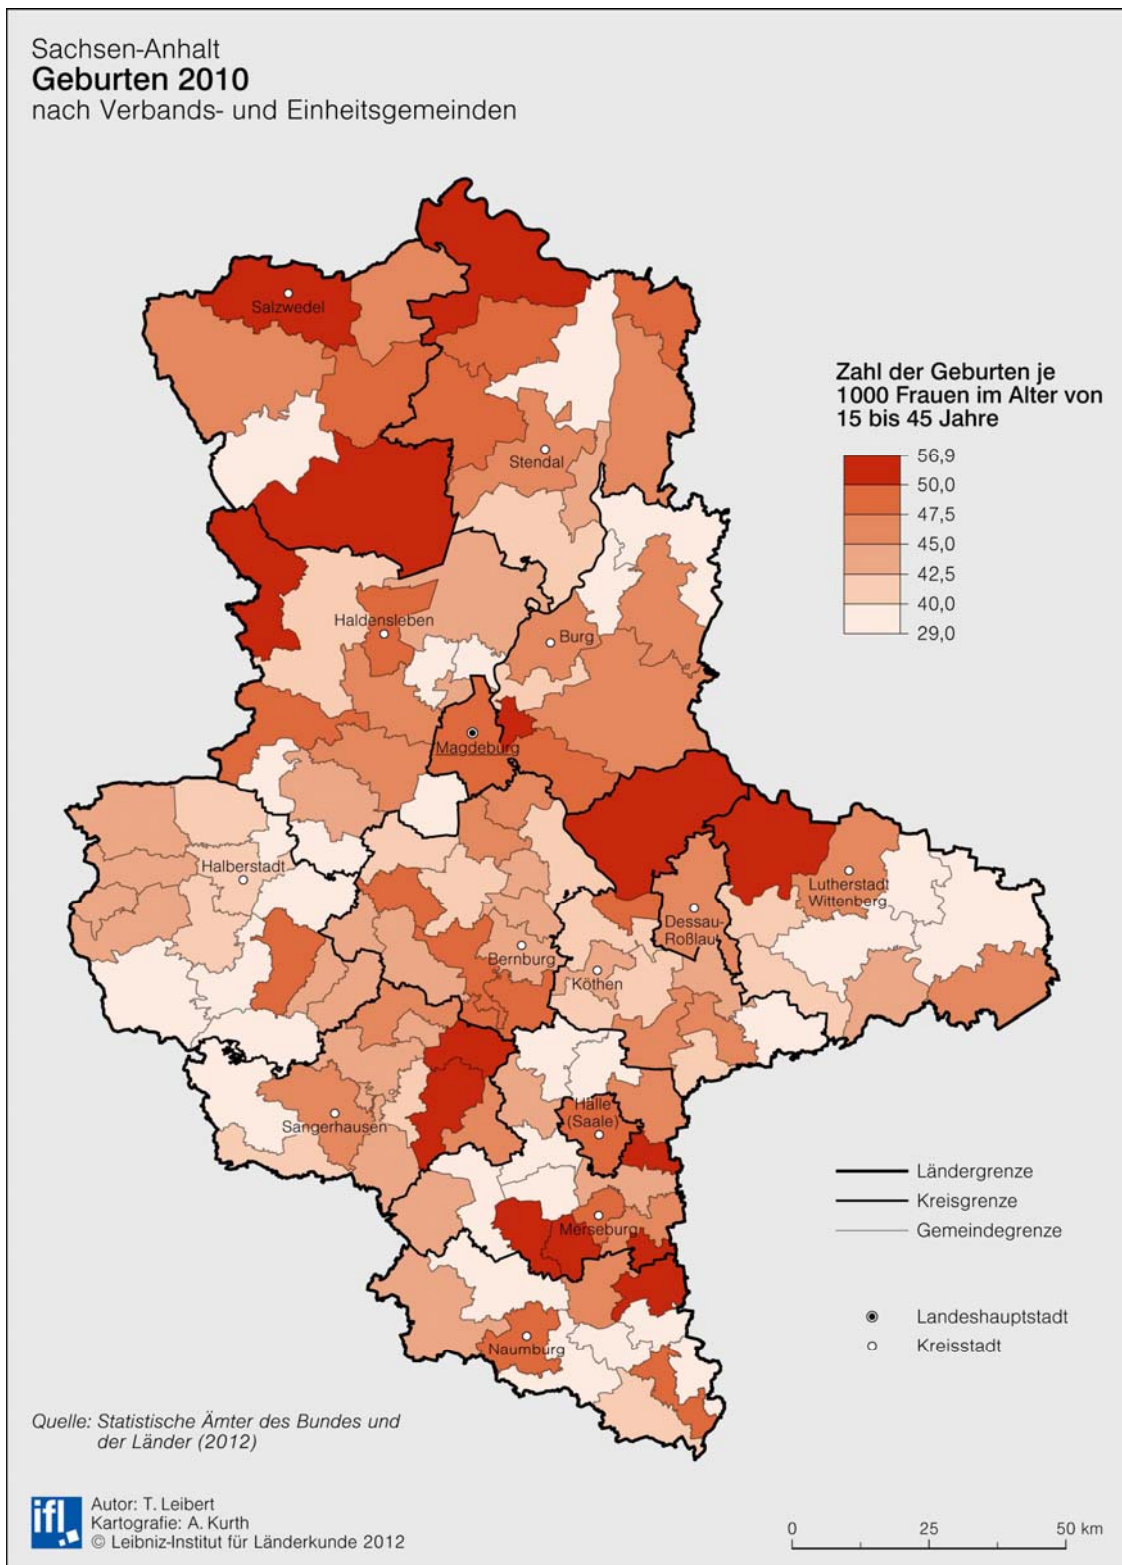 Sachsen-Anhalt
Geburten 2010
nach Verbands- und Einheitsgemeinden
Salzwedel
Stendal
Zahl der Geburten je
1000 Frauen im Alter von
15 bis 45 Jahre
56,9
50,0
47,5
45,0
42,5
40,0
29,0
Haldensleben
Burg
Magdeburg
Halberstadt
Lutherstadt
Wittenberg
Dessau-
Roßlau
Bernburg
Köthen
Halle
(Saale)
Sangerhausen
Merseburg
Naumburg
Ländergrenze
Kreisgrenze
Gemeindegrenze
Landeshauptstadt
Kreisstadt
Quelle: Statistische Ämter des Bundes und
der Länder (2012)
ifl
Autor: T. Leibert
Kartografie: A. Kurth
© Leibniz-Institut für Länderkunde 2012
0 25 50 km